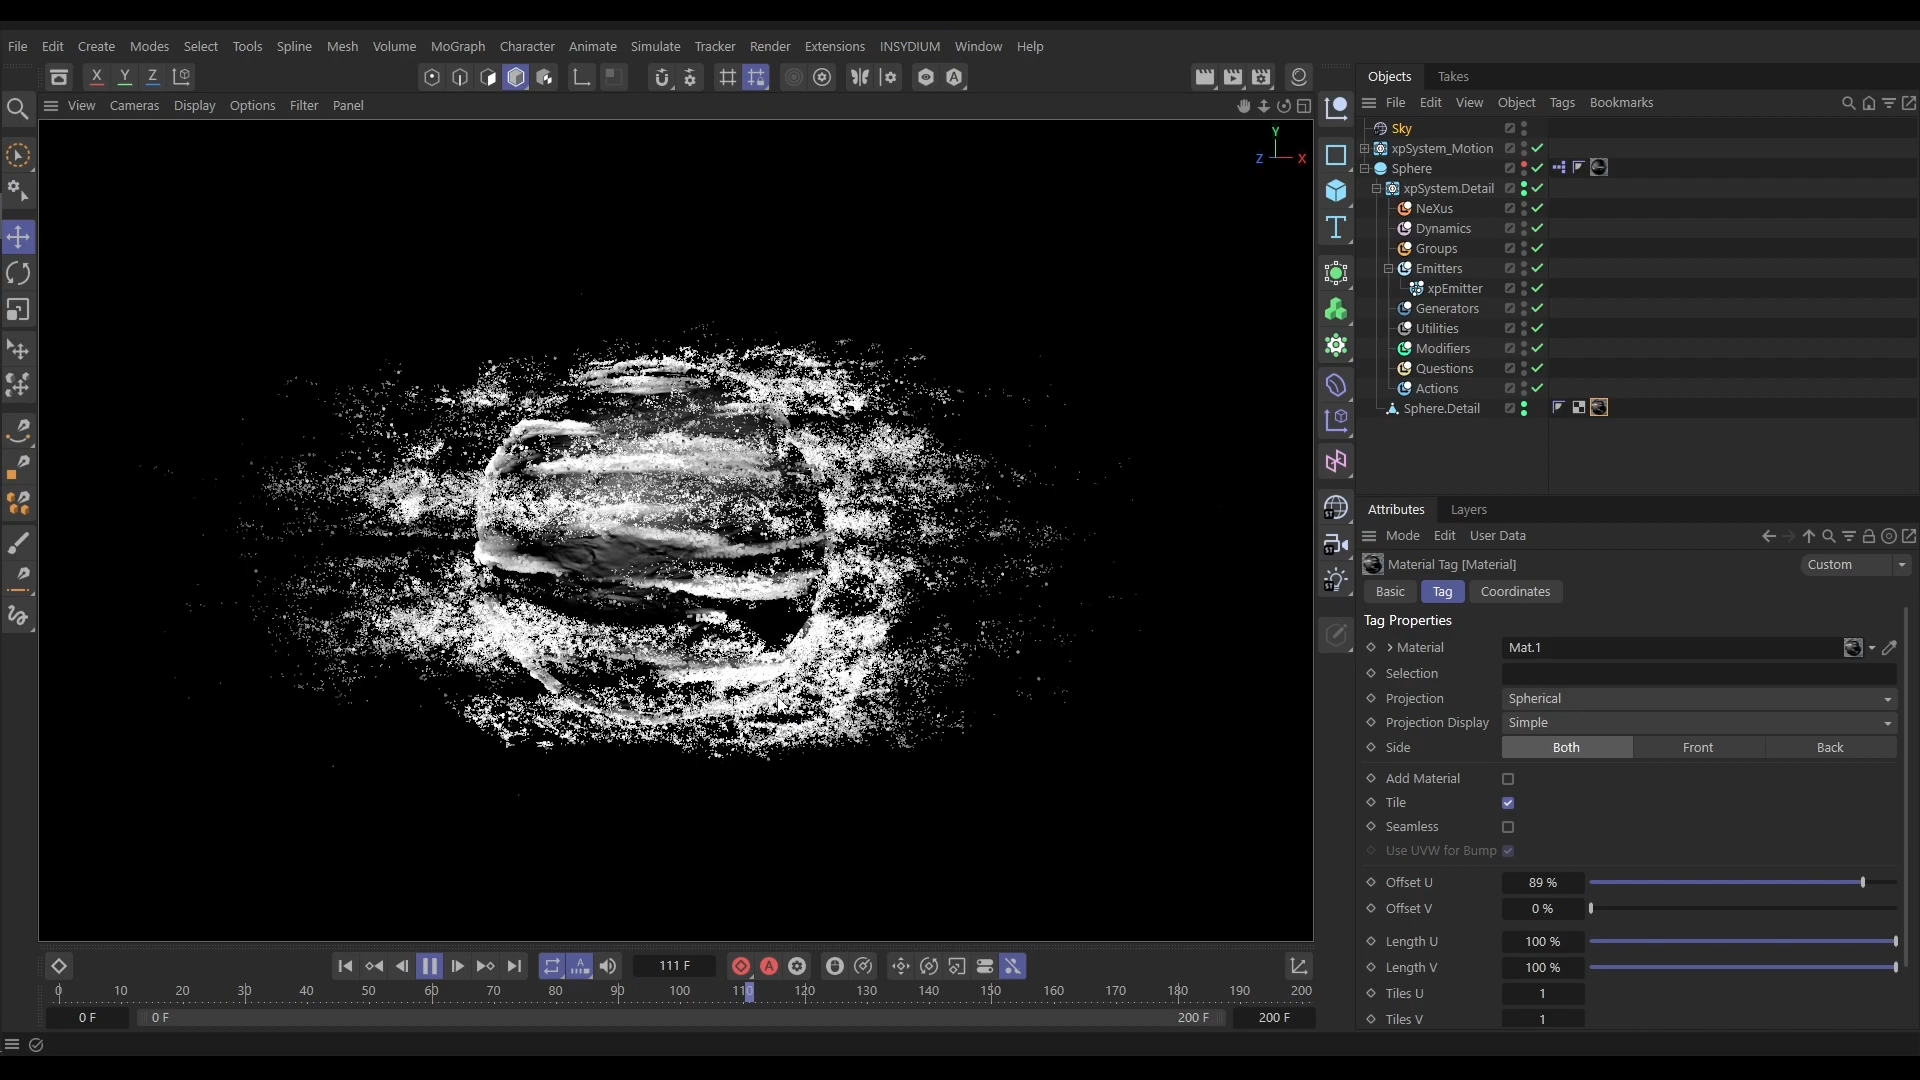 File Edit Create Modes Select Tools Spline Mesh Volume MoGraph Character Animate Simulate Tracker Render Extensions INSYDIUM Window Help
X Y Z
View Cameras Display Options Filter Panel
Y
Z X
Objects Takes
File Edit View Object Tags Bookmarks
Sky
xpSystem_Motion
Sphere
xpSystem.Detail
NeXus
Dynamics
Groups
Emitters
xpEmitter
Generators
Utilities
Modifiers
Questions
Actions
Sphere.Detail
Attributes Layers
Mode Edit User Data
Material Tag [Material] Custom
Basic Tag Coordinates
Tag Properties
Material Mat.1
Selection
Projection Spherical
Projection Display Simple
Side Both Front Back
Add Material
Tile
Seamless
Use UVW for Bump
Offset U 89 %
Offset V 0 %
Length U 100 %
Length V 100 %
Tiles U 1
Tiles V 1
111 F
0 10 20 30 40 50 60 70 80 90 100 110 120 130 140 150 160 170 180 190 200
0 F 0 F 200 F 200 F